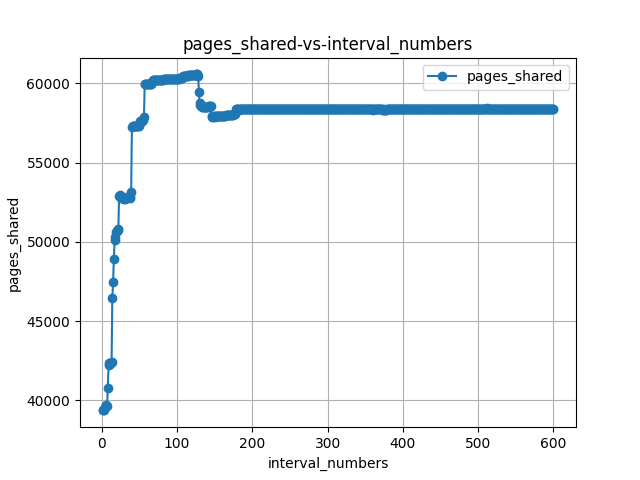 pages_shared-vs-interval_numbers
pages_shared
60000
55000
50000
45000
40000
pages_shared
0 100 200 300 400 500 600
interval_numbers